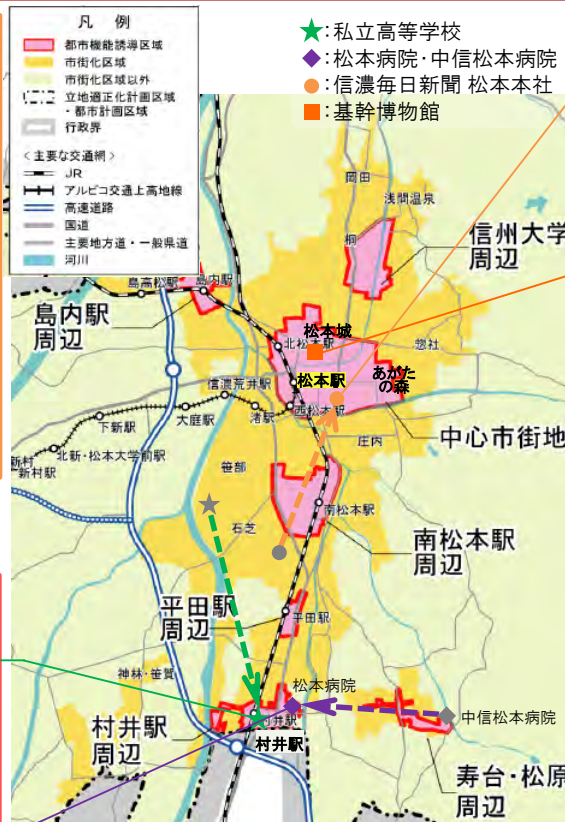 凡 例
都市機能誘導区域
市街化区域
市街化区域以外
立地適正化計画区域
・都市計画区域
行政界
<主要な交通網>
JR
アルピコ交通上高地線
高速道路
国道
主要地方道・一般県道
河川
★:私立高等学校
◆:松本病院・中信松本病院
●:信濃毎日新聞 松本本社
■:基幹博物館
岡田
浅間温泉
桐
信州大学
周辺
島高松駅
島内駅
島内駅
周辺
松本城
北松本駅
惣社
松本駅
あがた
の森
信濃荒井駅
渚駅
西松本駅
大庭駅
下新駅
中心市街地
庄内
北新・松本大学前駅
新村
新村駅
笹部
石芝
南松本駅
南松本駅
周辺
平田駅
周辺
平田駅
神林・笹賀
松本病院
中信松本病院
村井駅
村井駅
周辺
村井駅
寿台・松原
周辺